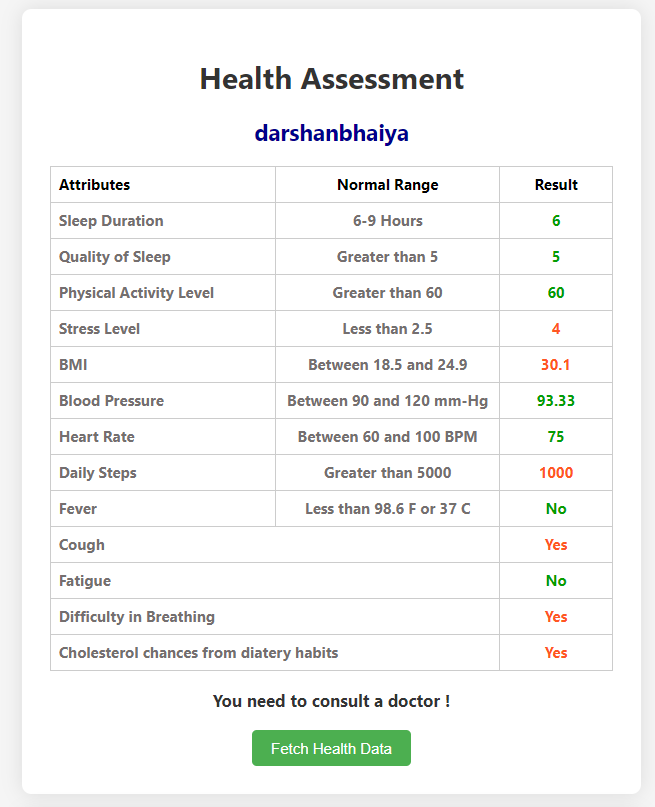 Health Assessment
darshanbhaiya
Attributes Normal Range Result
Sleep Duration 6-9 Hours 6
Quality of Sleep Greater than 5 5
Physical Activity Level Greater than 60 60
Stress Level Less than 2.5 4
BMI Between 18.5 and 24.9 30.1
Blood Pressure Between 90 and 120 mm-Hg 93.33
Heart Rate Between 60 and 100 BPM 75
Daily Steps Greater than 5000 1000
Fever Less than 98.6 F or 37 C No
Cough Yes
Fatigue No
Difficulty in Breathing Yes
Cholesterol chances from diatery habits Yes
You need to consult a doctor !
Fetch Health Data